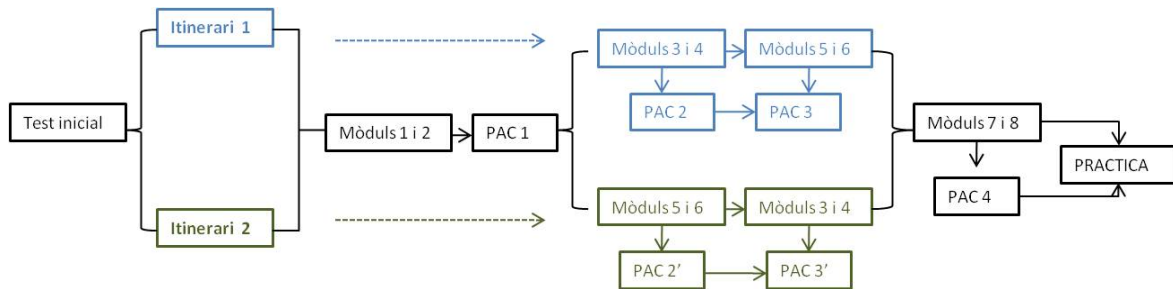 Itinerari 1
Mòduls 3 i 4
Mòduls 5 i 6
PAC 2
PAC 3
Test inicial
Mòduls 1 i 2
PAC 1
Mòduls 7 i 8
PRACTICA
PAC 4
Itinerari 2
Mòduls 5 i 6
Mòduls 3 i 4
PAC 2’
PAC 3’